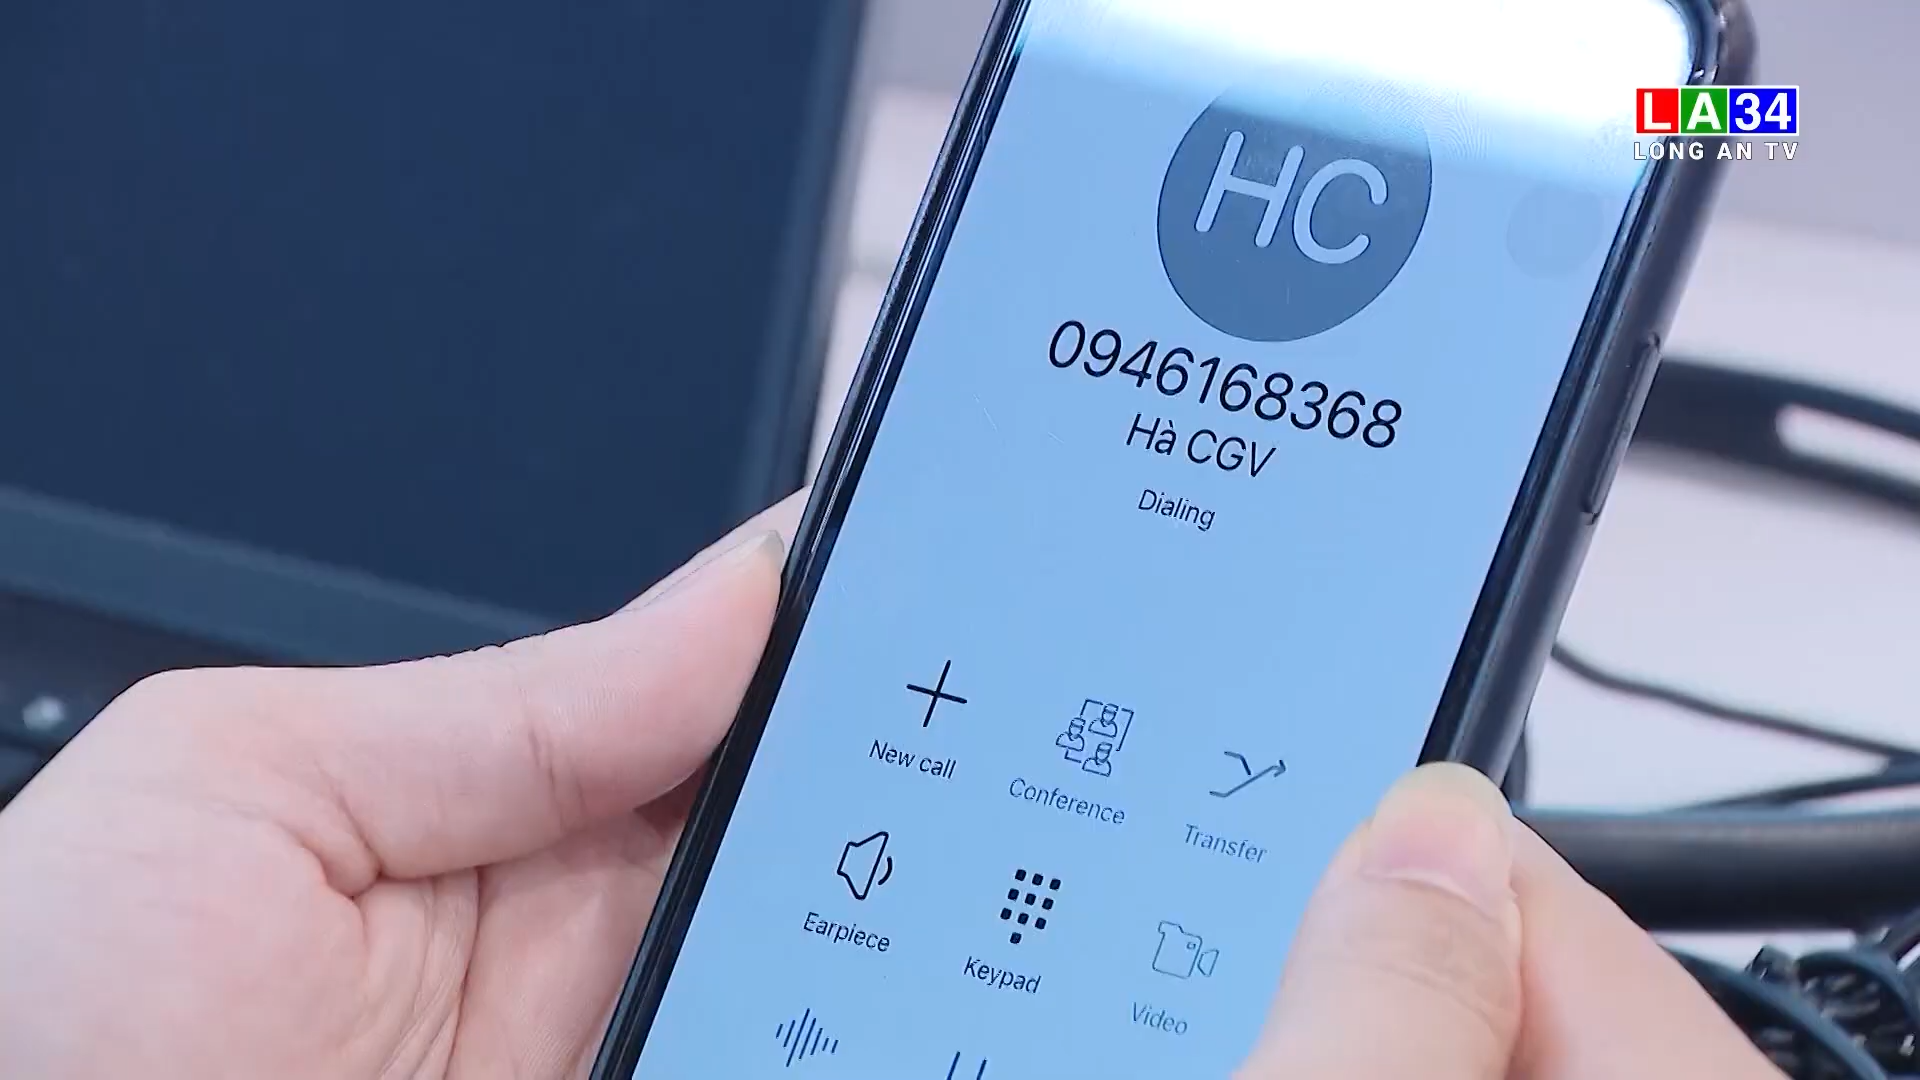 LA34
LONG AN TV
HC
0946168368
Hà CGV
Dialing
New call
Conference
Transfer
Earpiece
Keypad
Video